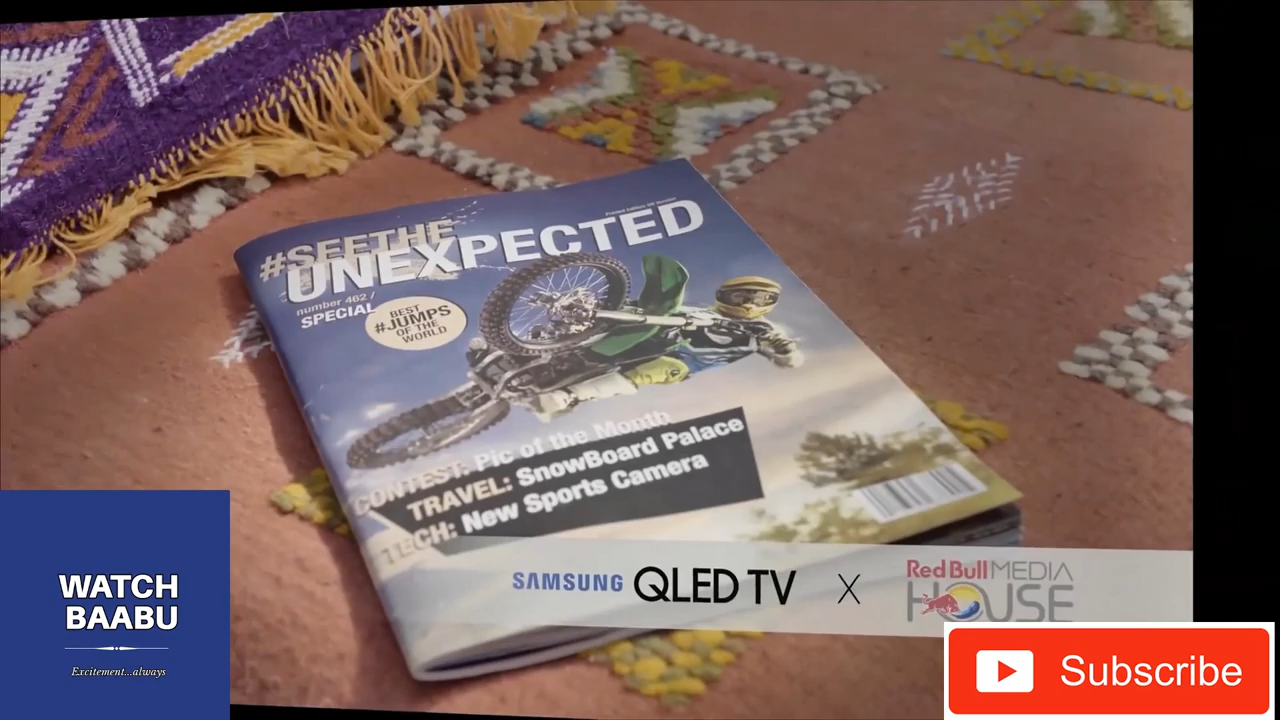 #SEETHE
UNEXPECTED
number 462 /
SPECIAL
BEST
#JUMPS
OF THE
WORLD
CONTEST: Pic of the Month
TRAVEL: SnowBoard Palace
TECH: New Sports Camera
SAMSUNG QLED TV X Red Bull MEDIA
HOUSE
WATCH
BAABU
Excitement...always
Subscribe